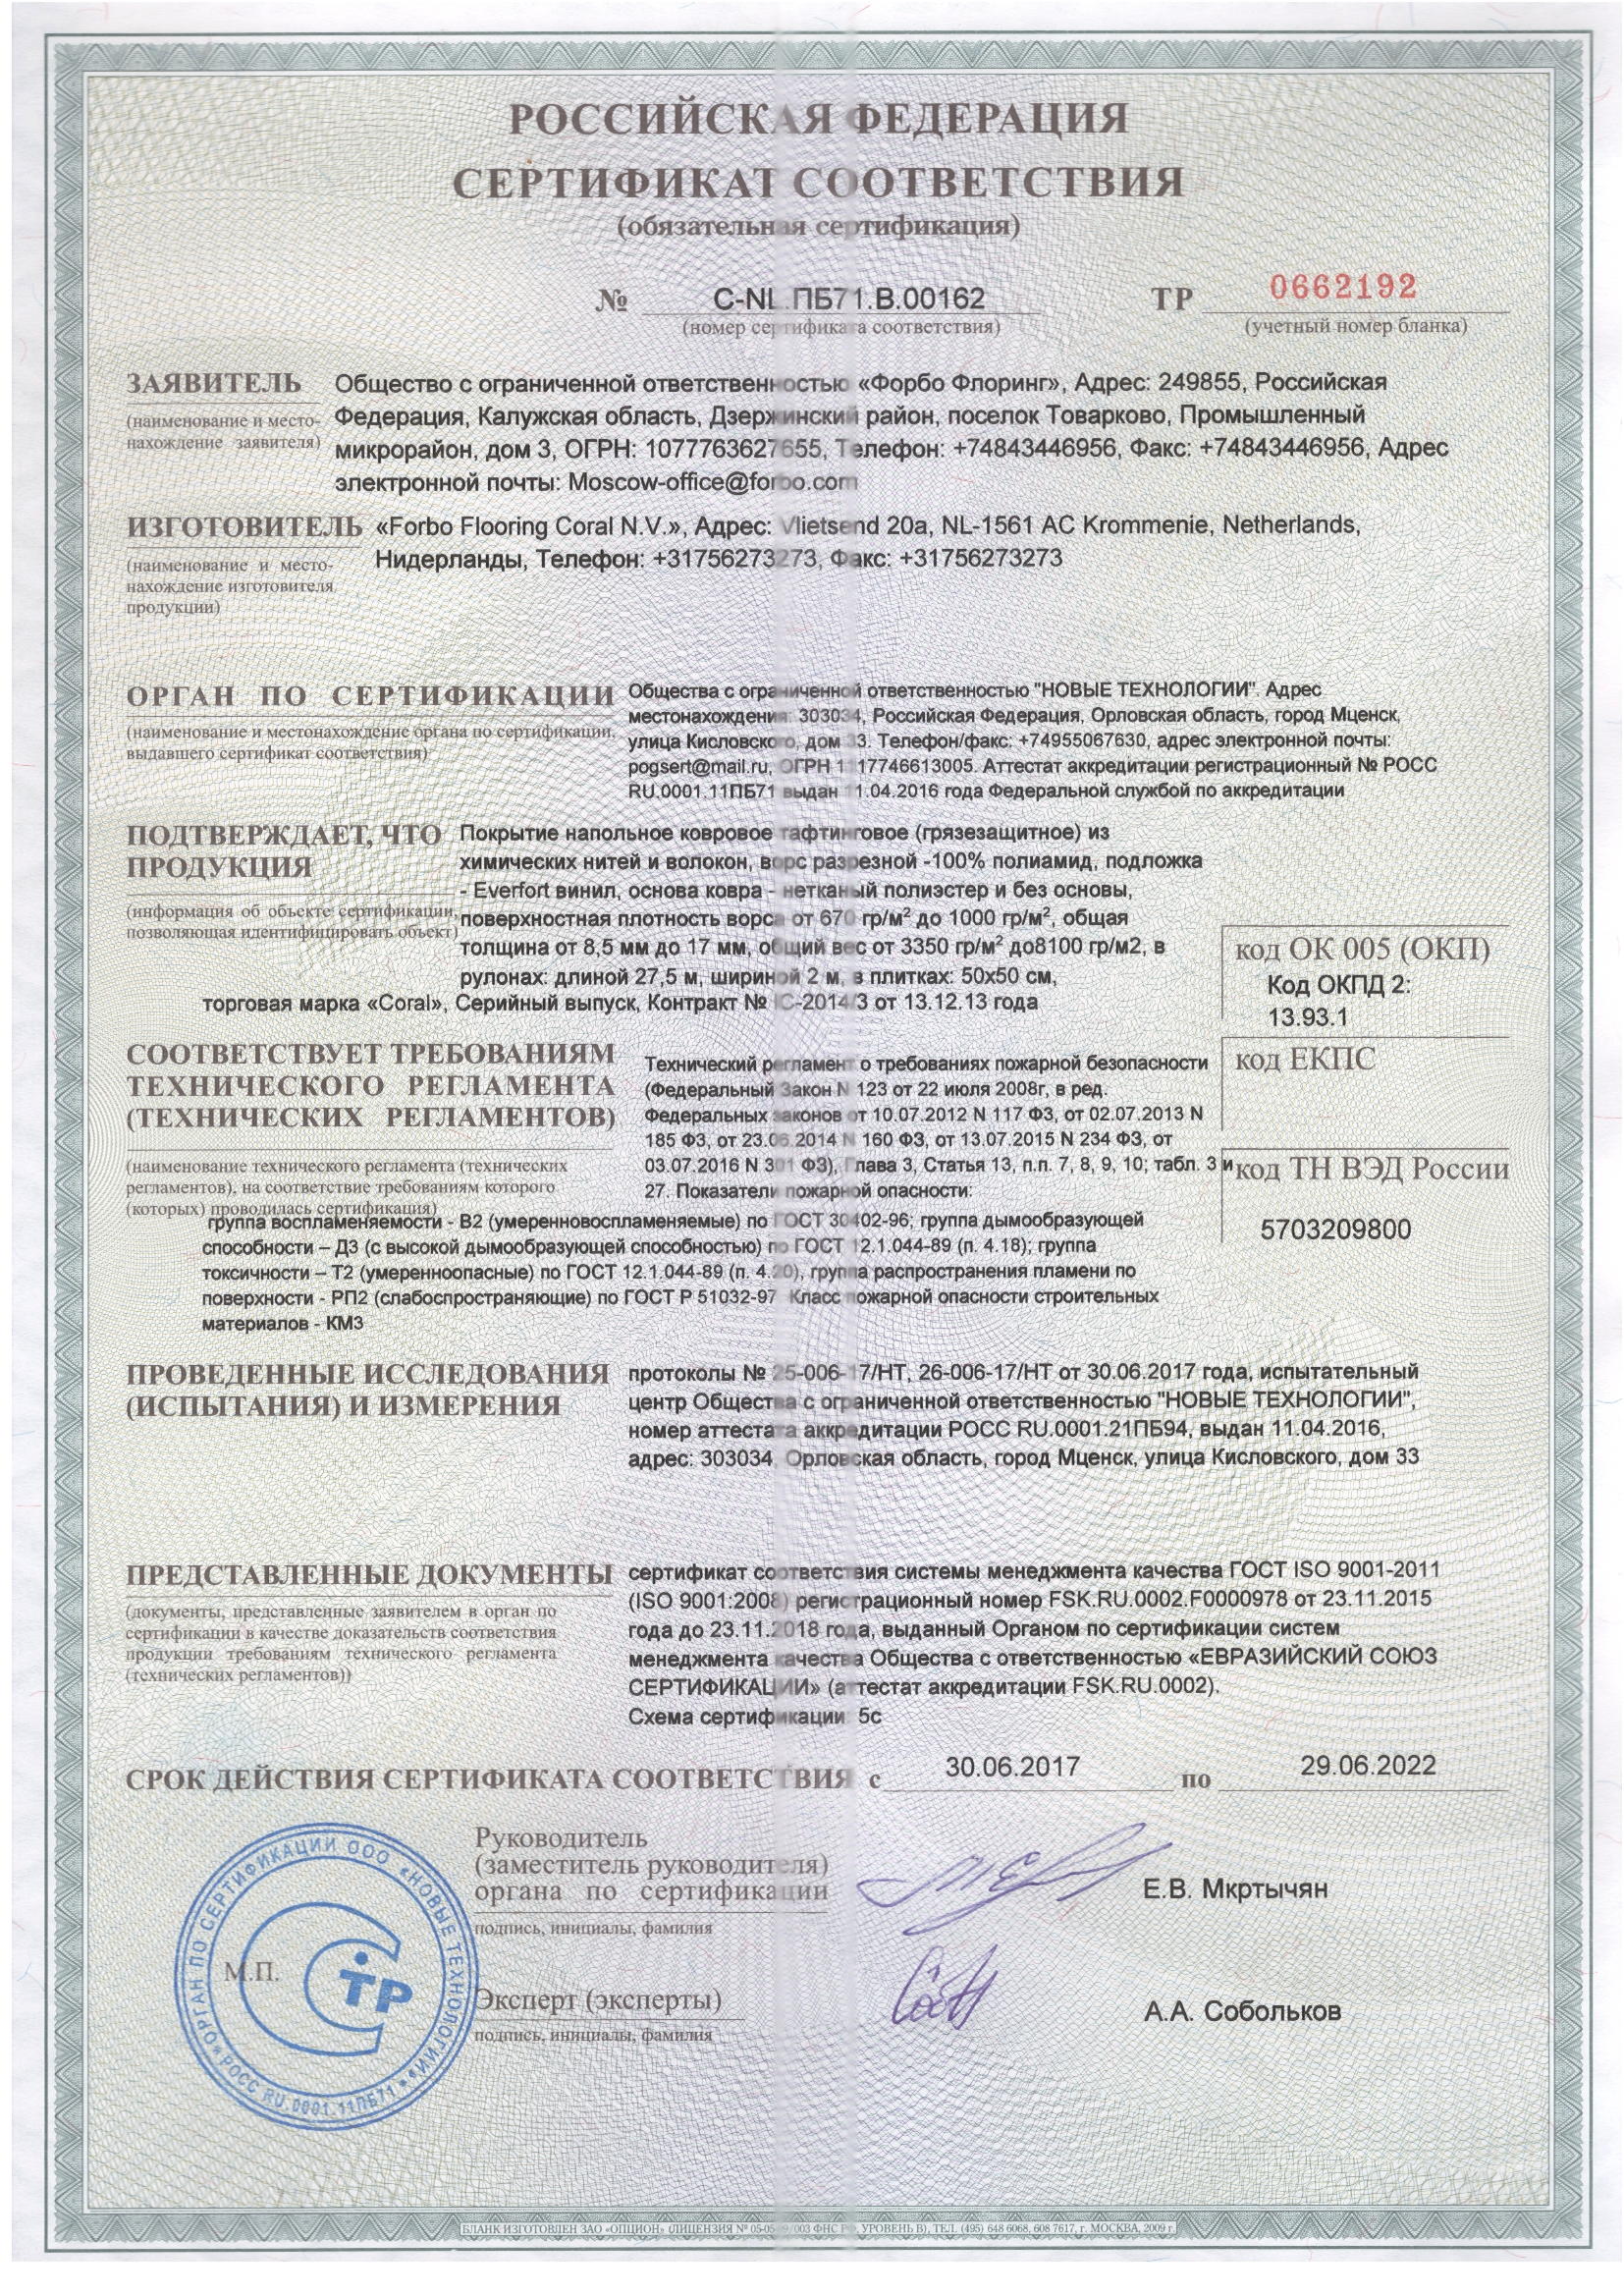 РОССИЙСКАЯ ФЕДЕРАЦИЯ
СЕРТИФИКАТ СООТВЕТСТВИЯ
(обязательная сертификация)
№ C-NL.ПБ71.В.00162 ТР 0662192
(номер сертификата соответствия) (учетный номер бланка)
ЗАЯВИТЕЛЬ
(наименование и место-
нахождение заявителя)
Общество с ограниченной ответственностью «Форбо Флоринг», Адрес: 249855, Российская
Федерация, Калужская область, Дзержинский район, поселок Товарково, Промышленный
микрорайон, дом 3, ОГРН: 1077763627655, Телефон: +74843446956, Факс: +74843446956, Адрес
электронной почты: Moscow-office@forbo.com
ИЗГОТОВИТЕЛЬ
(наименование и место-
нахождение изготовителя
продукции)
«Forbo Flooring Coral N.V.», Адрес: Vlietsend 20a, NL-1561 AC Krommenie, Netherlands,
Нидерланды, Телефон: +31756273273, Факс: +31756273273
ОРГАН ПО СЕРТИФИКАЦИИ
(наименование и местонахождение органа по сертификации,
выдавшего сертификат соответствия)
Общества с ограниченной ответственностью "НОВЫЕ ТЕХНОЛОГИИ". Адрес
местонахождения: 303034, Российская Федерация, Орловская область, город Мценск,
улица Кисловского, дом 33. Телефон/факс: +74955067630, адрес электронной почты:
pogsert@mail.ru, ОГРН 1117746613005. Аттестат аккредитации регистрационный № РОСС
RU.0001.11ПБ71 выдан 11.04.2016 года Федеральной службой по аккредитации
ПОДТВЕРЖДАЕТ, ЧТО
ПРОДУКЦИЯ
(информация об объекте сертификации,
позволяющая идентифицировать объект)
Покрытие напольное ковровое тафтинговое (грязезащитное) из
химических нитей и волокон, ворс разрезной -100% полиамид, подложка
- Everfort винил, основа ковра - нетканый полиэстер и без основы,
поверхностная плотность ворса от 670 гр/м² до 1000 гр/м², общая
толщина от 8,5 мм до 17 мм, общий вес от 3350 гр/м² до8100 гр/м2, в
рулонах: длиной 27,5 м, шириной 2 м, в плитках: 50х50 см,
торговая марка «Coral», Серийный выпуск, Контракт № IC-2014/3 от 13.12.13 года
код ОК 005 (ОКП)
Код ОКПД 2:
13.93.1
СООТВЕТСТВУЕТ ТРЕБОВАНИЯМ
ТЕХНИЧЕСКОГО РЕГЛАМЕНТА
(ТЕХНИЧЕСКИХ РЕГЛАМЕНТОВ)
(наименование технического регламента (технических
регламентов), на соответствие требованиям которого
(которых) проводилась сертификация)
Технический регламент о требованиях пожарной безопасности
(Федеральный Закон N 123 от 22 июля 2008г, в ред.
Федеральных законов от 10.07.2012 N 117 ФЗ, от 02.07.2013 N
185 ФЗ, от 23.06.2014 N 160 ФЗ, от 13.07.2015 N 234 ФЗ, от
03.07.2016 N 301 ФЗ), Глава 3, Статья 13, п.п. 7, 8, 9, 10; табл. 3 и
27. Показатели пожарной опасности:
группа воспламеняемости - В2 (умеренновоспламеняемые) по ГОСТ 30402-96; группа дымообразующей
способности – Д3 (с высокой дымообразующей способностью) по ГОСТ 12.1.044-89 (п. 4.18); группа
токсичности – Т2 (умеренноопасные) по ГОСТ 12.1.044-89 (п. 4.20), группа распространения пламени по
поверхности - РП2 (слабоспространяющие) по ГОСТ Р 51032-97 Класс пожарной опасности строительных
материалов - КМ3
код ЕКПС
код ТН ВЭД России
5703209800
ПРОВЕДЕННЫЕ ИССЛЕДОВАНИЯ
(ИСПЫТАНИЯ) И ИЗМЕРЕНИЯ
протоколы № 25-006-17/НТ, 26-006-17/НТ от 30.06.2017 года, испытательный
центр Общества с ограниченной ответственностью "НОВЫЕ ТЕХНОЛОГИИ",
номер аттестата аккредитации РОСС RU.0001.21ПБ94, выдан 11.04.2016,
адрес: 303034, Орловская область, город Мценск, улица Кисловского, дом 33
ПРЕДСТАВЛЕННЫЕ ДОКУМЕНТЫ
(документы, представленные заявителем в орган по
сертификации в качестве доказательств соответствия
продукции требованиям технического регламента
(технических регламентов))
сертификат соответствия системы менеджмента качества ГОСТ ISO 9001-2011
(ISO 9001:2008) регистрационный номер FSK.RU.0002.F0000978 от 23.11.2015
года до 23.11.2018 года, выданный Органом по сертификации систем
менеджмента качества Общества с ответственностью «ЕВРАЗИЙСКИЙ СОЮЗ
СЕРТИФИКАЦИИ» (аттестат аккредитации FSK.RU.0002).
Схема сертификации: 5с
СРОК ДЕЙСТВИЯ СЕРТИФИКАТА СООТВЕТСТВИЯ с 30.06.2017 по 29.06.2022
Руководитель
(заместитель руководителя)
органа по сертификации
подпись, инициалы, фамилия
Е.В. Мкртычян
М.П.
Эксперт (эксперты)
подпись, инициалы, фамилия
А.А. Собольков
ОРГАН ПО СЕРТИФИКАЦИИ ООО «НОВЫЕ ТЕХНОЛОГИИ»
РОСС RU.0001.11ПБ71
СТР
БЛАНК ИЗГОТОВЛЕН ЗАО «ОПЦИОН» (ЛИЦЕНЗИЯ № 003 ФНС РФ, УРОВЕНЬ В), ТЕЛ. (495) 648 6068, 608 7617, г. МОСКВА, 2009 г.